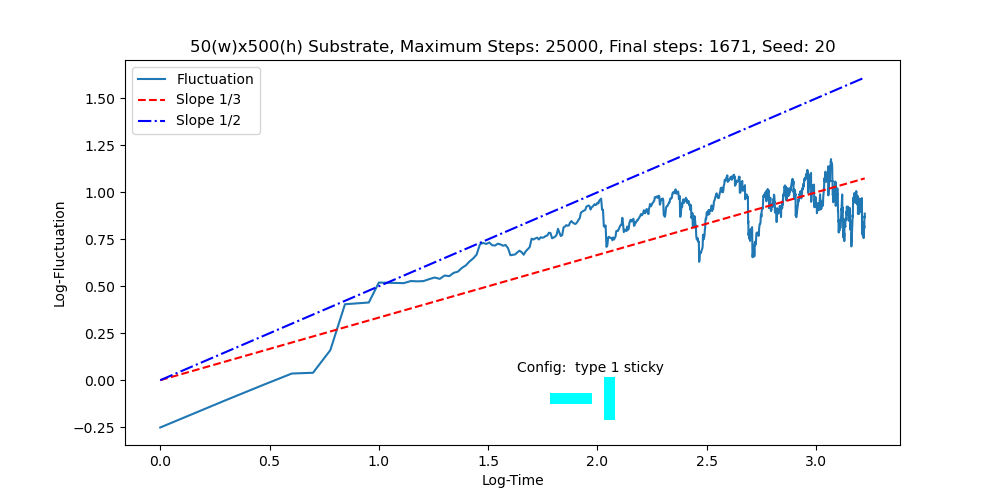 50(w)x500(h) Substrate, Maximum Steps: 25000, Final steps: 1671, Seed: 20
Fluctuation
Slope 1/3
Slope 1/2
1.50
1.25
1.00
0.75
0.50
0.25
0.00
−0.25
Log-Fluctuation
Config:  type 1 sticky
0.0 0.5 1.0 1.5 2.0 2.5 3.0
Log-Time